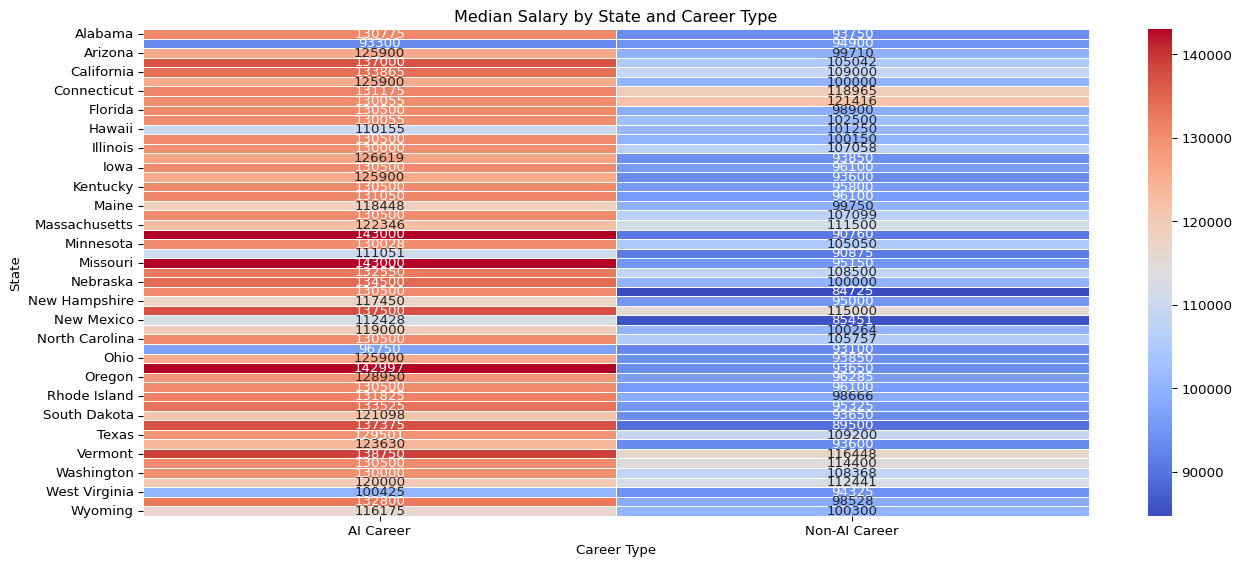 Median Salary by State and Career Type
Alabama 130775 93750
93300 94900
Arizona 125900 99710
137000 105042
California 133865 109000
125900 100000
Connecticut 131175 118965
130055 121416
Florida 130500 98900
130055 102500
Hawaii 110155 101250
130500 100150
Illinois 130000 107058
126619 93850
Iowa 130500 96100
125900 93600
Kentucky 130500 95800
131050 96100
Maine 118448 99750
130500 107099
Massachusetts 122346 111500
143000 90760
Minnesota 130028 105050
111051 90875
Missouri 143000 95150
132550 108500
Nebraska 134500 100000
130500 84725
New Hampshire 117450 95000
137500 115000
New Mexico 112428 85451
119000 100264
North Carolina 130500 105757
96750 93100
Ohio 125900 93850
142997 93650
Oregon 128950 96285
130500 96100
Rhode Island 131825 98666
133525 95325
South Dakota 121098 93650
137375 89500
Texas 129501 109200
123630 93600
Vermont 138750 116448
130500 114400
Washington 130000 108368
120000 112441
West Virginia 100425 94325
132800 98528
Wyoming 116175 100300
AI Career Non-AI Career
Career Type
State
140000
130000
120000
110000
100000
90000